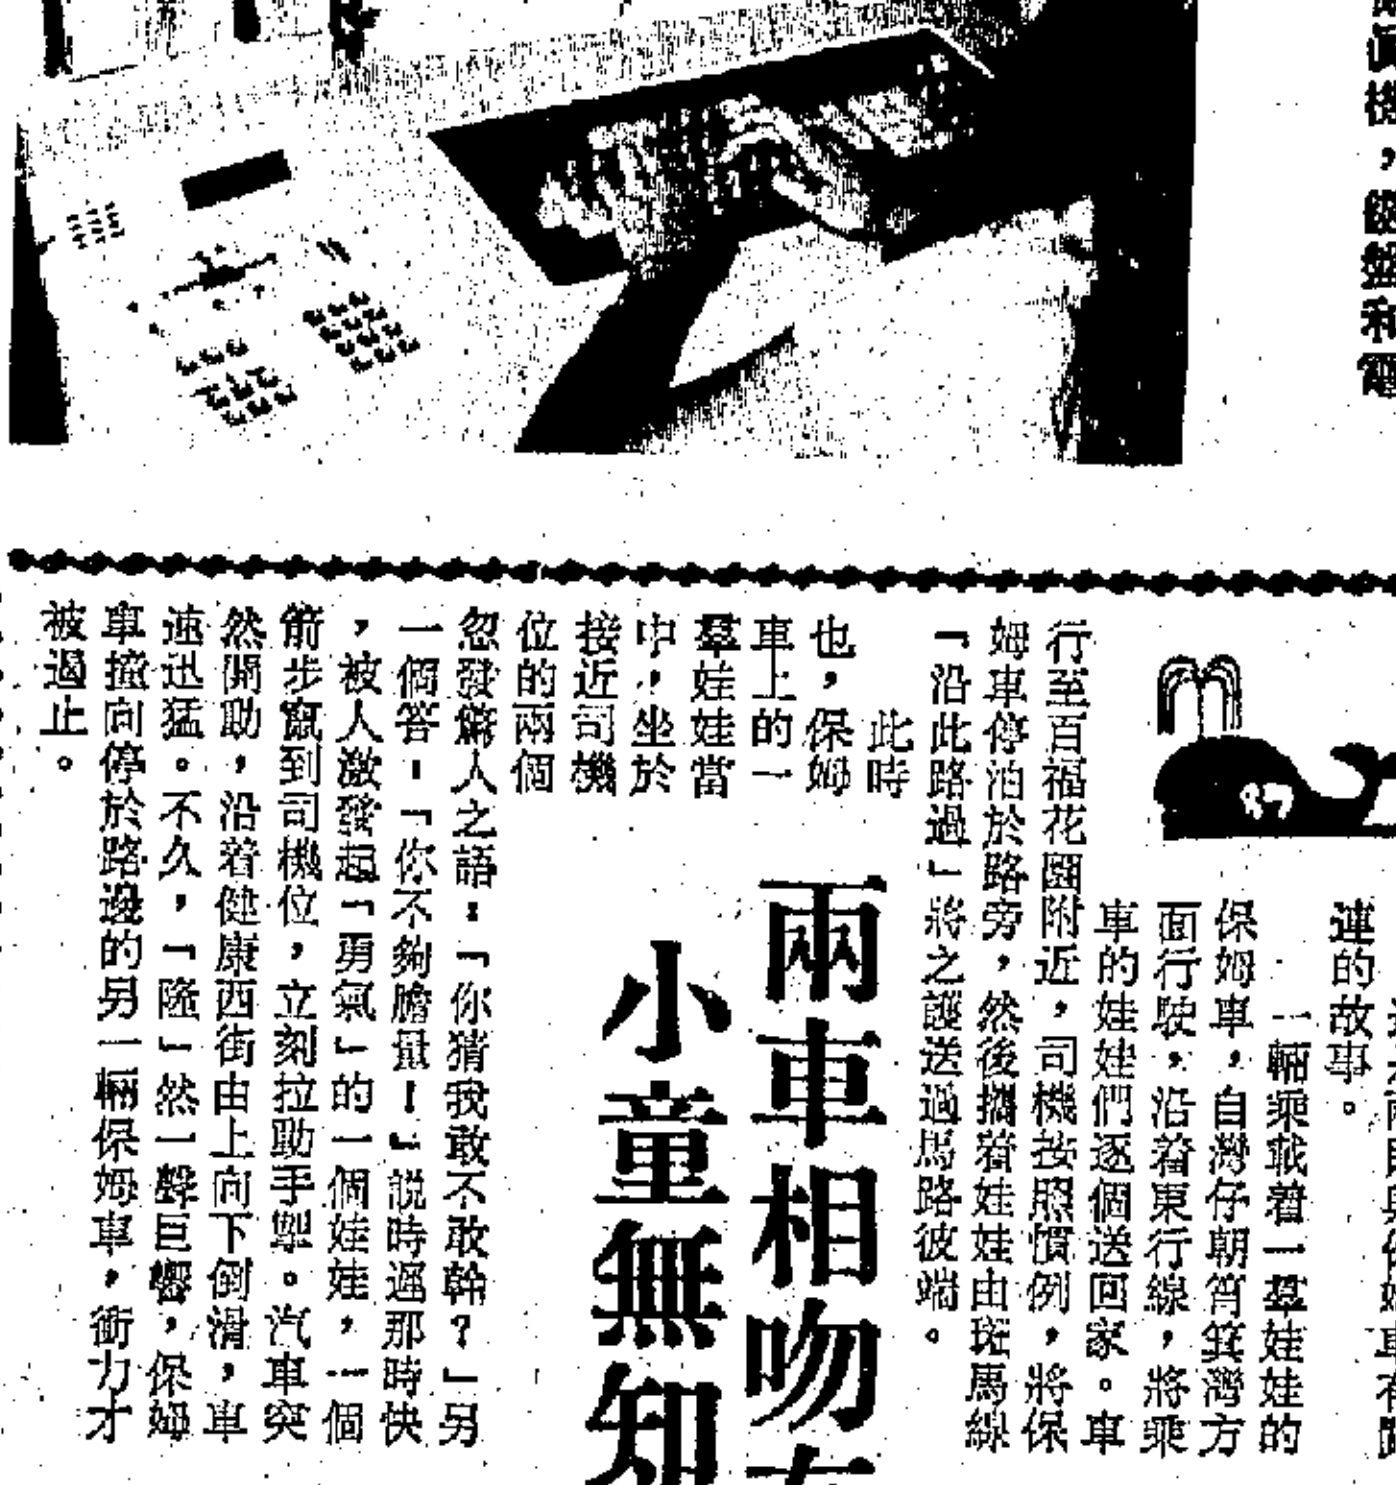 連的故事。
一輛乘載着一羣娃娃的
保姆車，自灣仔朝筲箕灣方
面行駛，沿着東行線，將乘
車的娃娃們逐個送回家。車
行至百福花園附近，司機按照慣例，將保
姆車停泊於路旁，然後攜着娃娃由斑馬線
「沿此路過」將之護送過馬路彼端。
此時
也，保姆
車上的一
羣娃娃當
中，坐於
接近司機
位的兩個
忽發癬人之語：「你猜我敢不敢幹？」另
一個答：「你不夠膽量！」説時遲那時快
，被人激發起「勇氣」的一個娃娃，一個
箭步竄到司機位，立刻拉動手掣。汽車突
然開動，沿着健康西街由上向下倒滑，車
速迅猛。不久，「隆」然一聲巨響，保姆
車撞向停於路邊的另一輛保姆車，衝力才
被遏止。
兩車相吻
小童無知